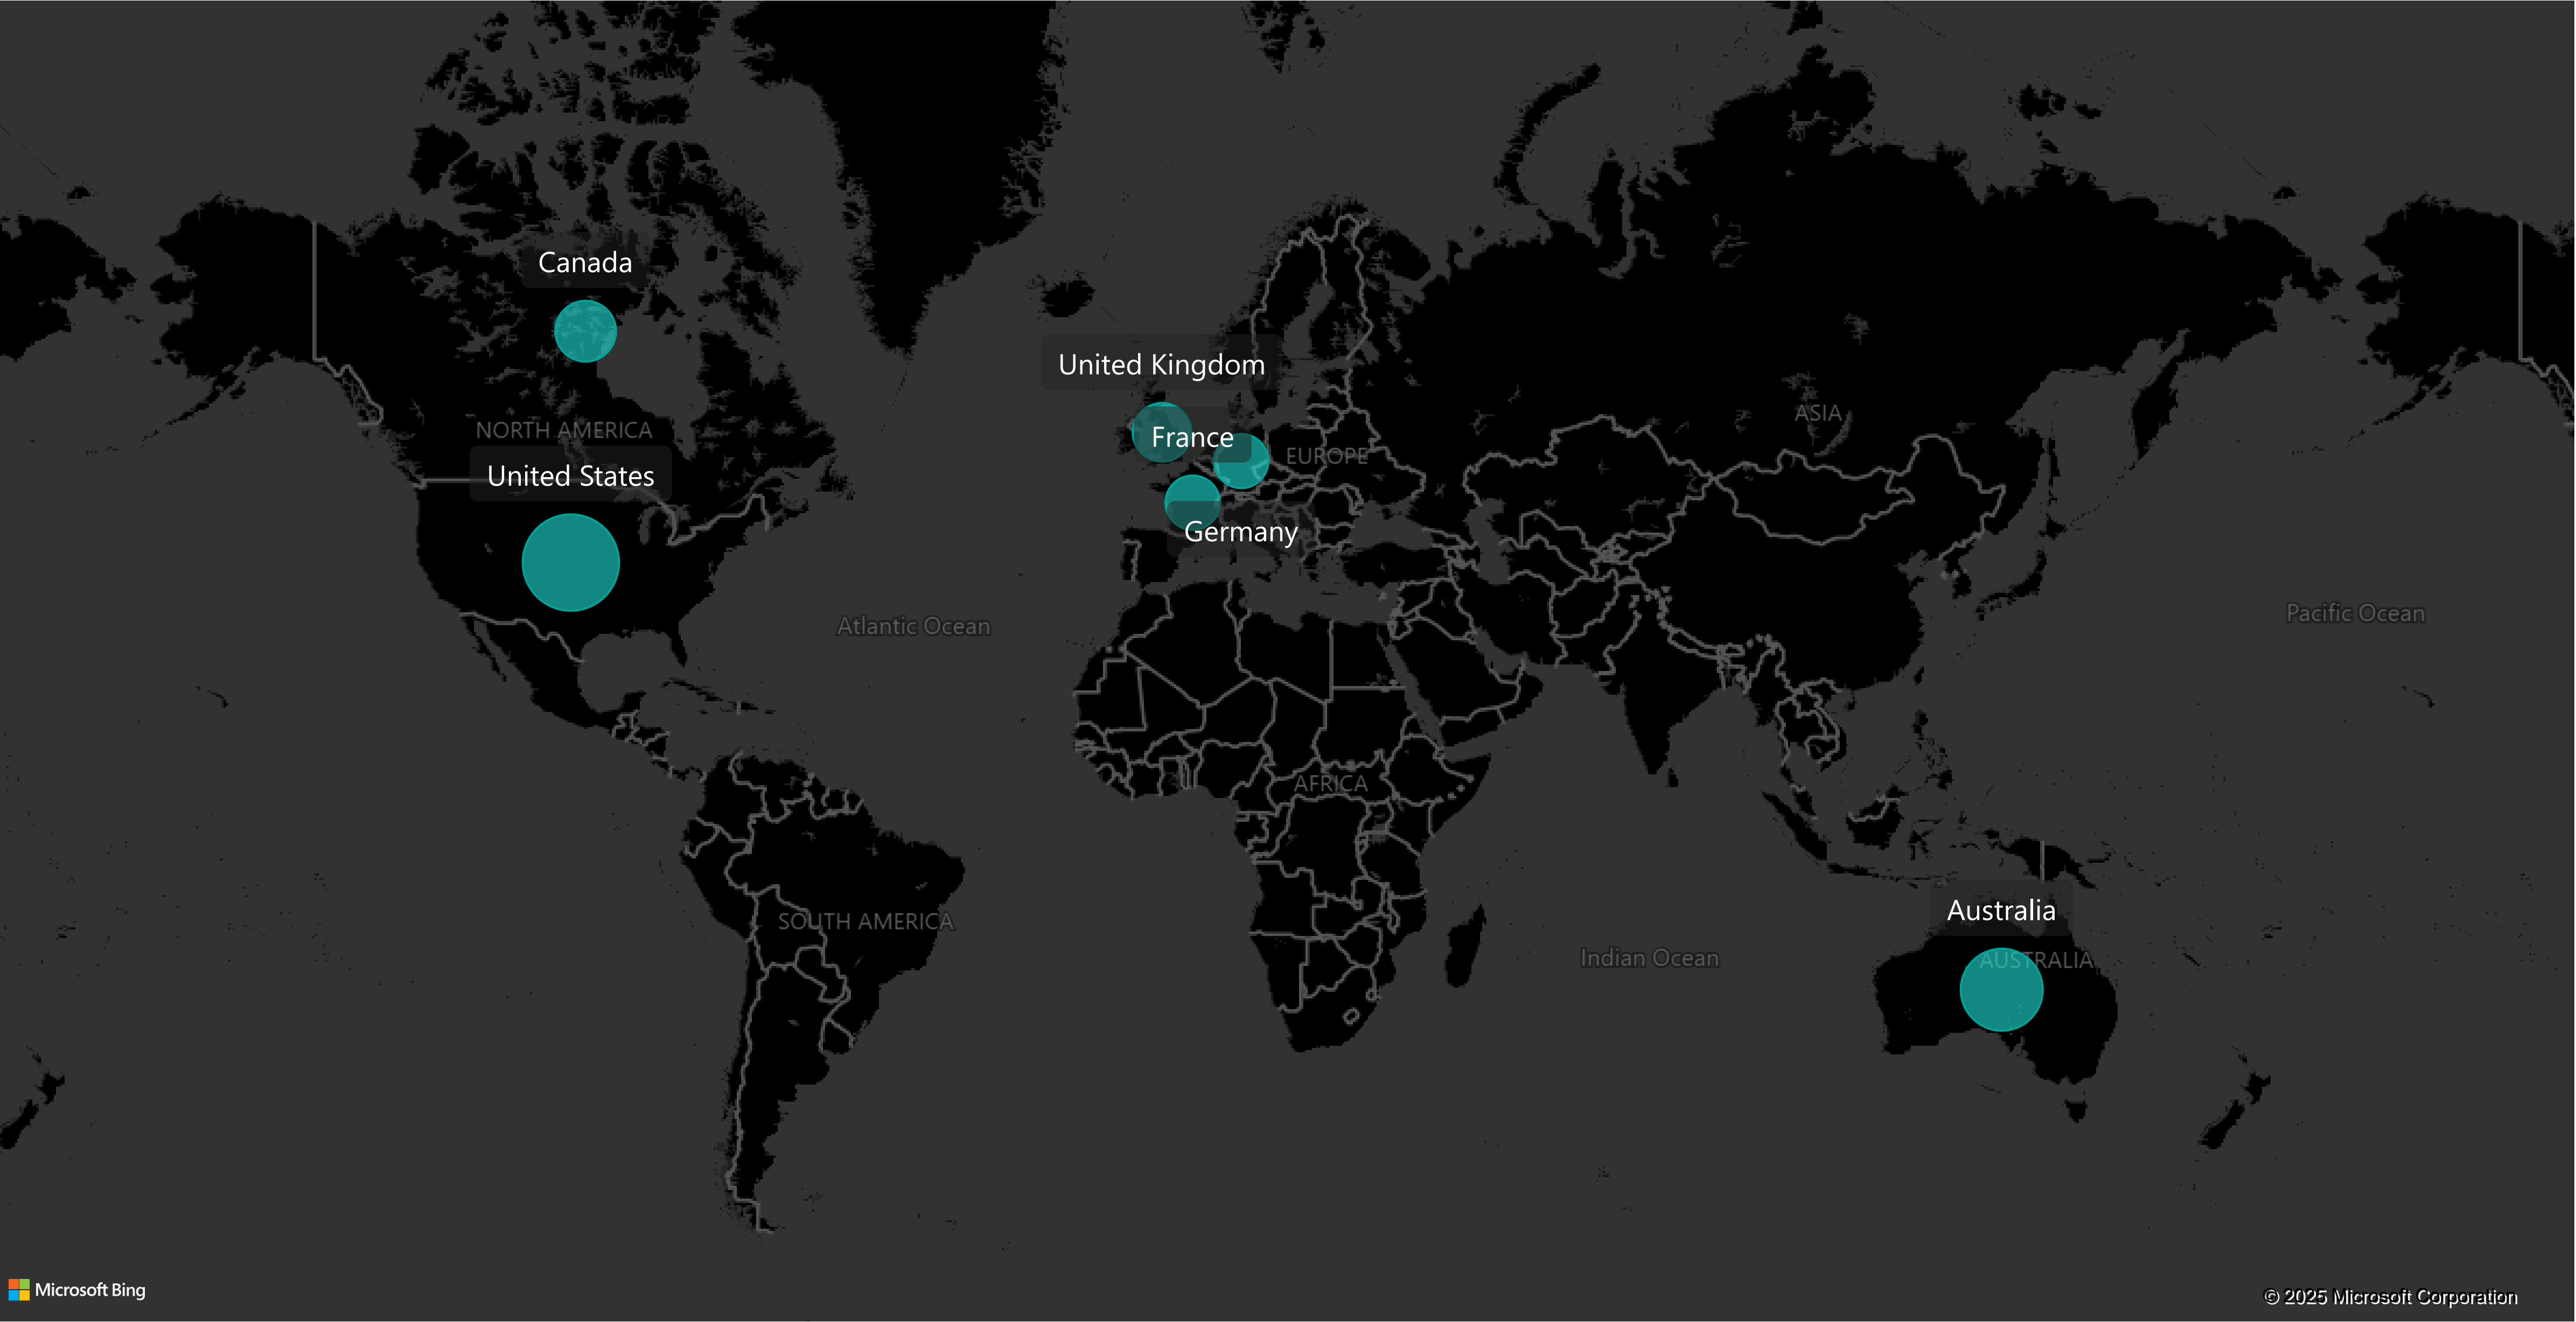 Canada
United Kingdom
ASIA
NORTH AMERICA
France
EUROPE
United States
Germany
Atlantic Ocean
Pacific Ocean
AFRICA
Australia
SOUTH AMERICA
Indian Ocean
AUSTRALIA
Microsoft Bing
© 2025 Microsoft Corporation